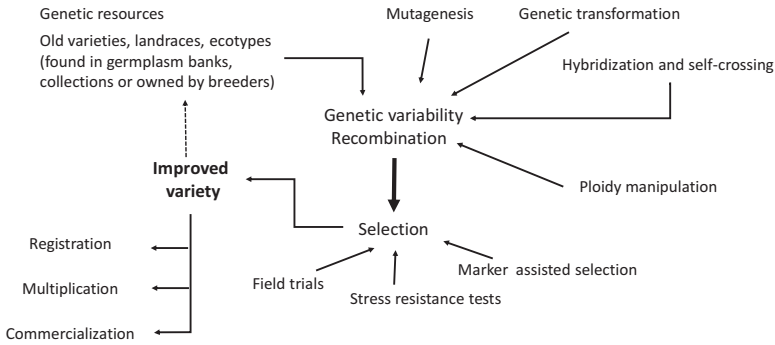 Genetic resources
Old varieties, landraces, ecotypes
(found in germplasm banks,
collections or owned by breeders)
Mutagenesis
Genetic transformation
Hybridization and self-crossing
Genetic variability
Recombination
Ploidy manipulation
Improved
variety
Selection
Registration
Multiplication
Commercialization
Field trials
Stress resistance tests
Marker assisted selection